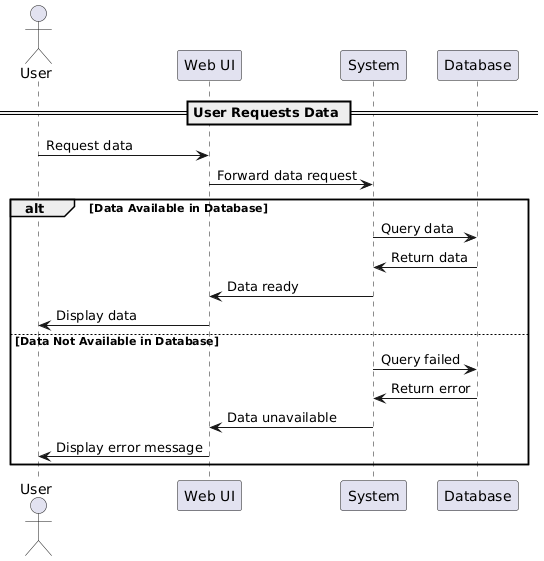 User
Web UI
System
Database
User Requests Data
Request data
Forward data request
alt
[Data Available in Database]
Query data
Return data
Data ready
Display data
[Data Not Available in Database]
Query failed
Return error
Data unavailable
Display error message
User
Web UI
System
Database